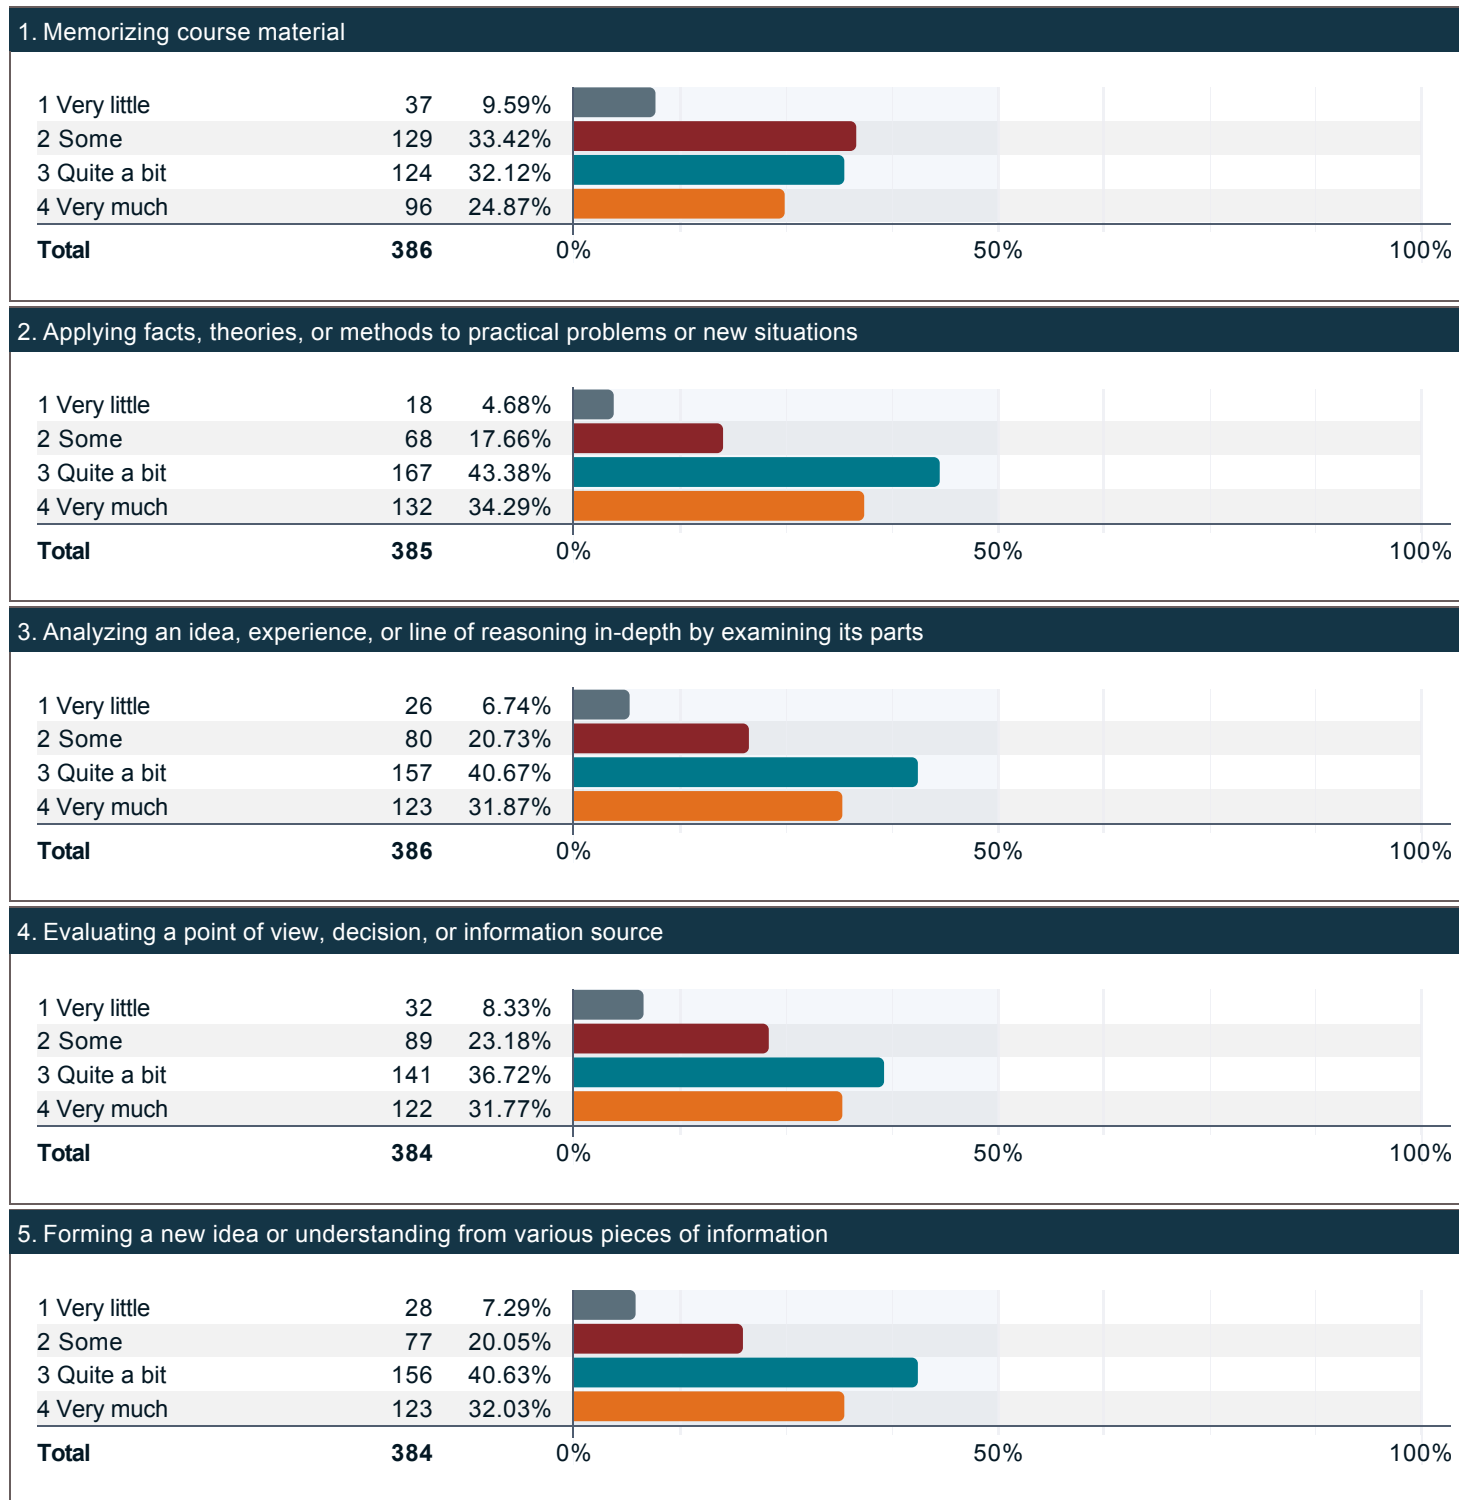 1. Memorizing course material
1 Very little 37 9.59%
2 Some 129 33.42%
3 Quite a bit 124 32.12%
4 Very much 96 24.87%
Total 386 0% 50% 100%
2. Applying facts, theories, or methods to practical problems or new situations
1 Very little 18 4.68%
2 Some 68 17.66%
3 Quite a bit 167 43.38%
4 Very much 132 34.29%
Total 385 0% 50% 100%
3. Analyzing an idea, experience, or line of reasoning in-depth by examining its parts
1 Very little 26 6.74%
2 Some 80 20.73%
3 Quite a bit 157 40.67%
4 Very much 123 31.87%
Total 386 0% 50% 100%
4. Evaluating a point of view, decision, or information source
1 Very little 32 8.33%
2 Some 89 23.18%
3 Quite a bit 141 36.72%
4 Very much 122 31.77%
Total 384 0% 50% 100%
5. Forming a new idea or understanding from various pieces of information
1 Very little 28 7.29%
2 Some 77 20.05%
3 Quite a bit 156 40.63%
4 Very much 123 32.03%
Total 384 0% 50% 100%